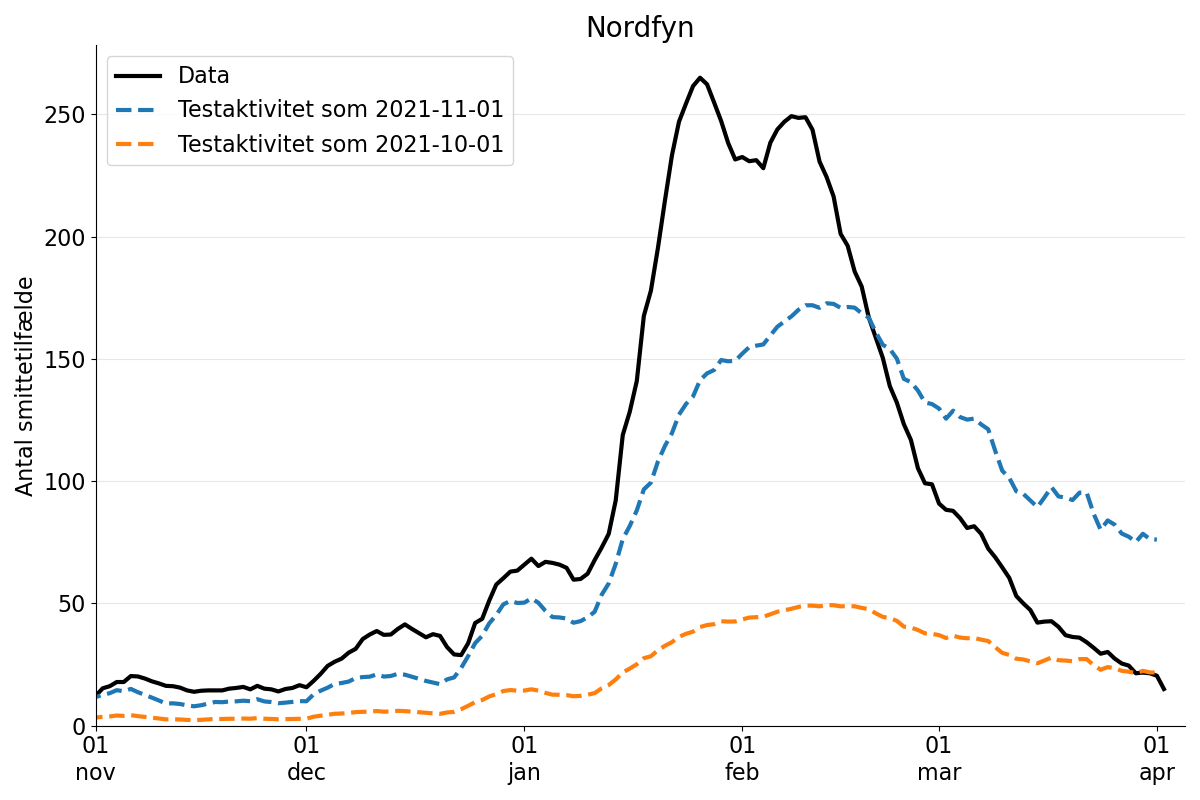 Nordfyn
Data
Testaktivitet som 2021-11-01
Testaktivitet som 2021-10-01
Antal smittetilfælde
250
200
150
100
50
0
01 01 01 01 01 01
nov dec jan feb mar apr